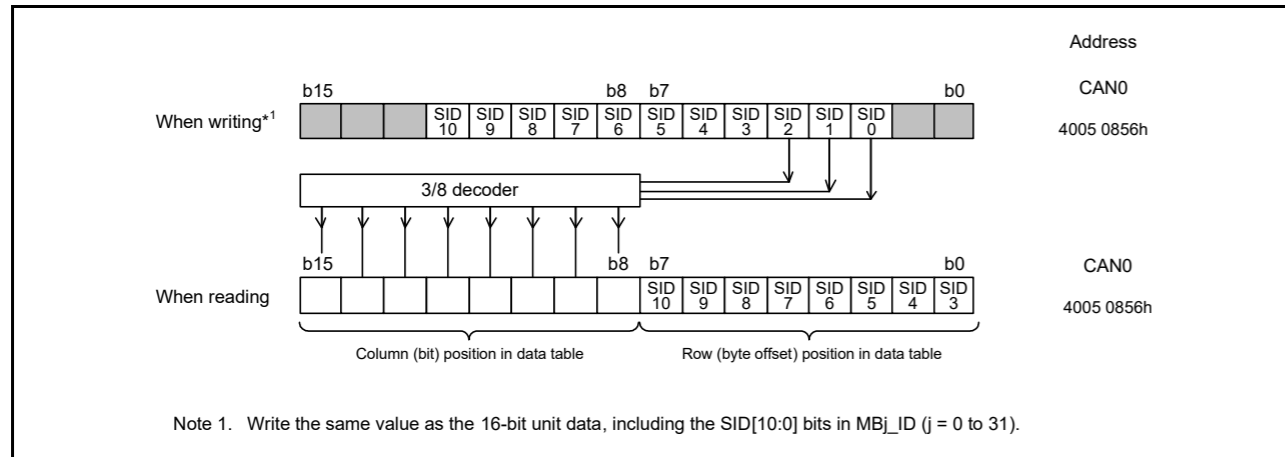 Address
b15 b8 b7 b0 CAN0
When writing*1 SID 10 SID 9 SID 8 SID 7 SID 6 SID 5 SID 4 SID 3 SID 2 SID 1 SID 0 4005 0856h
3/8 decoder
b15 b8 b7 b0 CAN0
When reading SID 10 SID 9 SID 8 SID 7 SID 6 SID 5 SID 4 SID 3 4005 0856h
Column (bit) position in data table Row (byte offset) position in data table
Note 1. Write the same value as the 16-bit unit data, including the SID[10:0] bits in MBj_ID (j = 0 to 31).